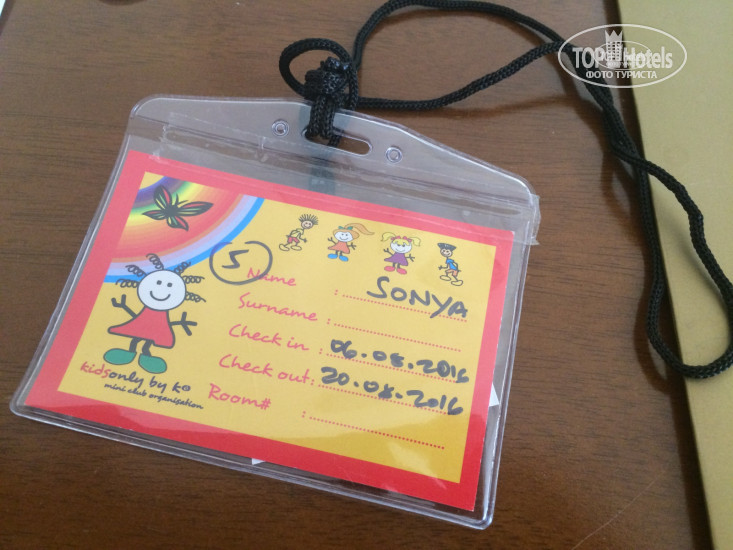 TOP Hotels
ФОТО ТУРИСТА
5
Name : SONYA
Surname :
Check in : 06.08.2016
Check out: 20.08.2016
Room# :
kidsonly by k
mini club organisation